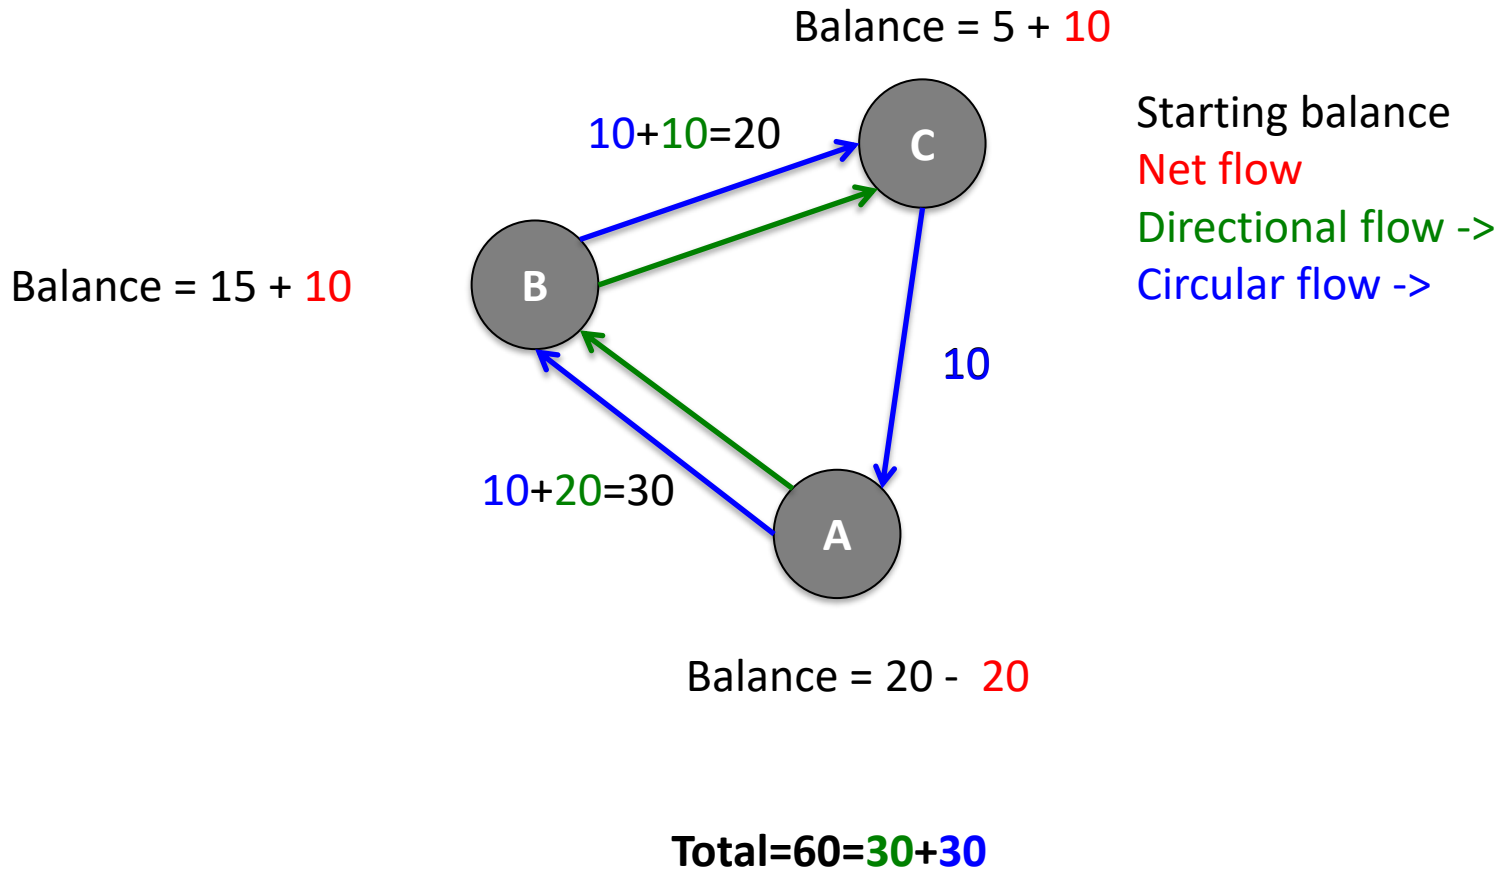 Balance = 5 + 10
Starting balance
Net flow
Directional flow ->
Circular flow ->
10+10=20
C
B
Balance = 15 + 10
10
10+20=30
A
Balance = 20 - 20
Total=60=30+30